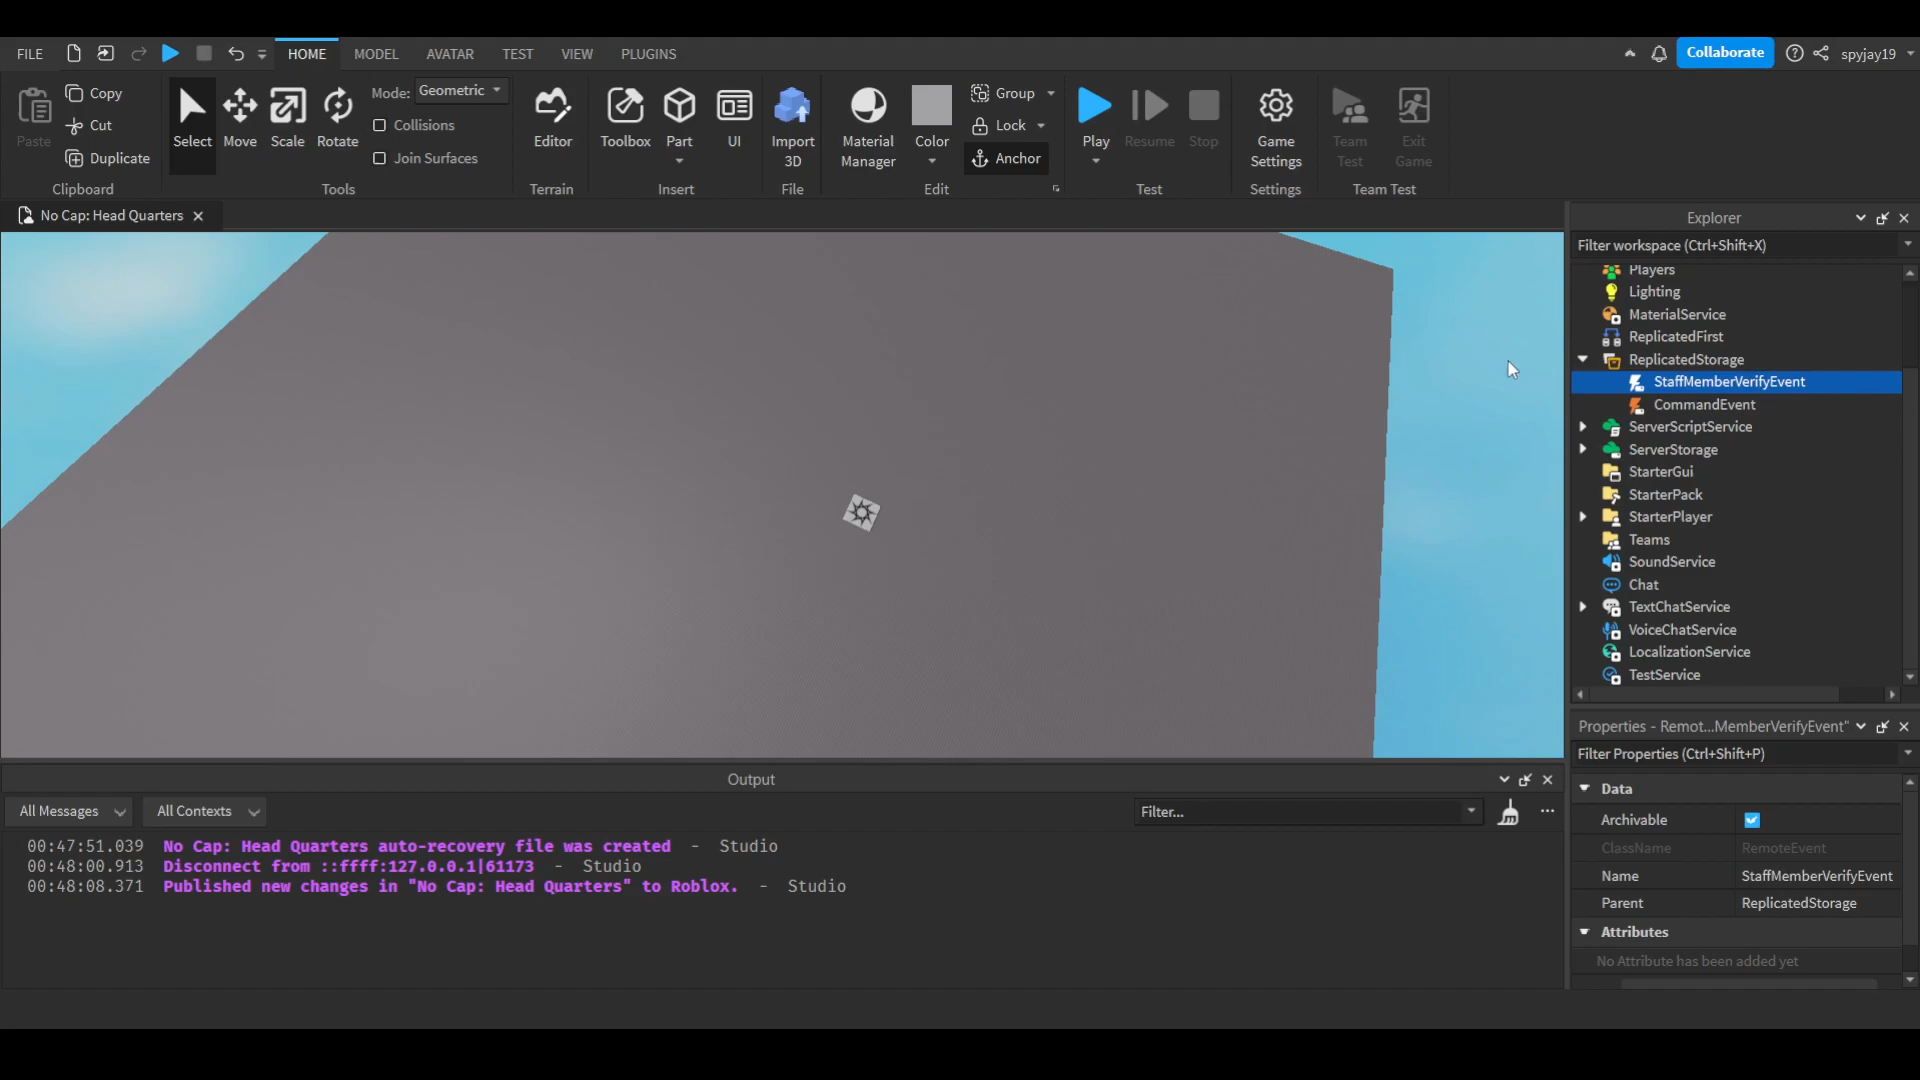 FILE HOME MODEL AVATAR TEST VIEW PLUGINS Collaborate spyjay19
Paste Copy Cut Duplicate Clipboard
Select Move Scale Rotate Mode: Geometric Collisions Join Surfaces Tools
Editor Terrain
Toolbox Part UI Insert
Import 3D File
Material Manager Color Group Lock Anchor Edit
Play Resume Stop Test
Game Settings Settings
Team Test Exit Game Team Test
No Cap: Head Quarters
Explorer
Filter workspace (Ctrl+Shift+X)
Players
Lighting
MaterialService
ReplicatedFirst
ReplicatedStorage
StaffMemberVerifyEvent
CommandEvent
ServerScriptService
ServerStorage
StarterGui
StarterPack
StarterPlayer
Teams
SoundService
Chat
TextChatService
VoiceChatService
LocalizationService
TestService
Properties - Remot...MemberVerifyEvent"
Filter Properties (Ctrl+Shift+P)
Data
Archivable
ClassName RemoteEvent
Name StaffMemberVerifyEvent
Parent ReplicatedStorage
Attributes
No Attribute has been added yet
Output
All Messages All Contexts Filter... ...
00:47:51.039 No Cap: Head Quarters auto-recovery file was created - Studio
00:48:00.913 Disconnect from ::ffff:127.0.0.1|61173 - Studio
00:48:08.371 Published new changes in "No Cap: Head Quarters" to Roblox. - Studio